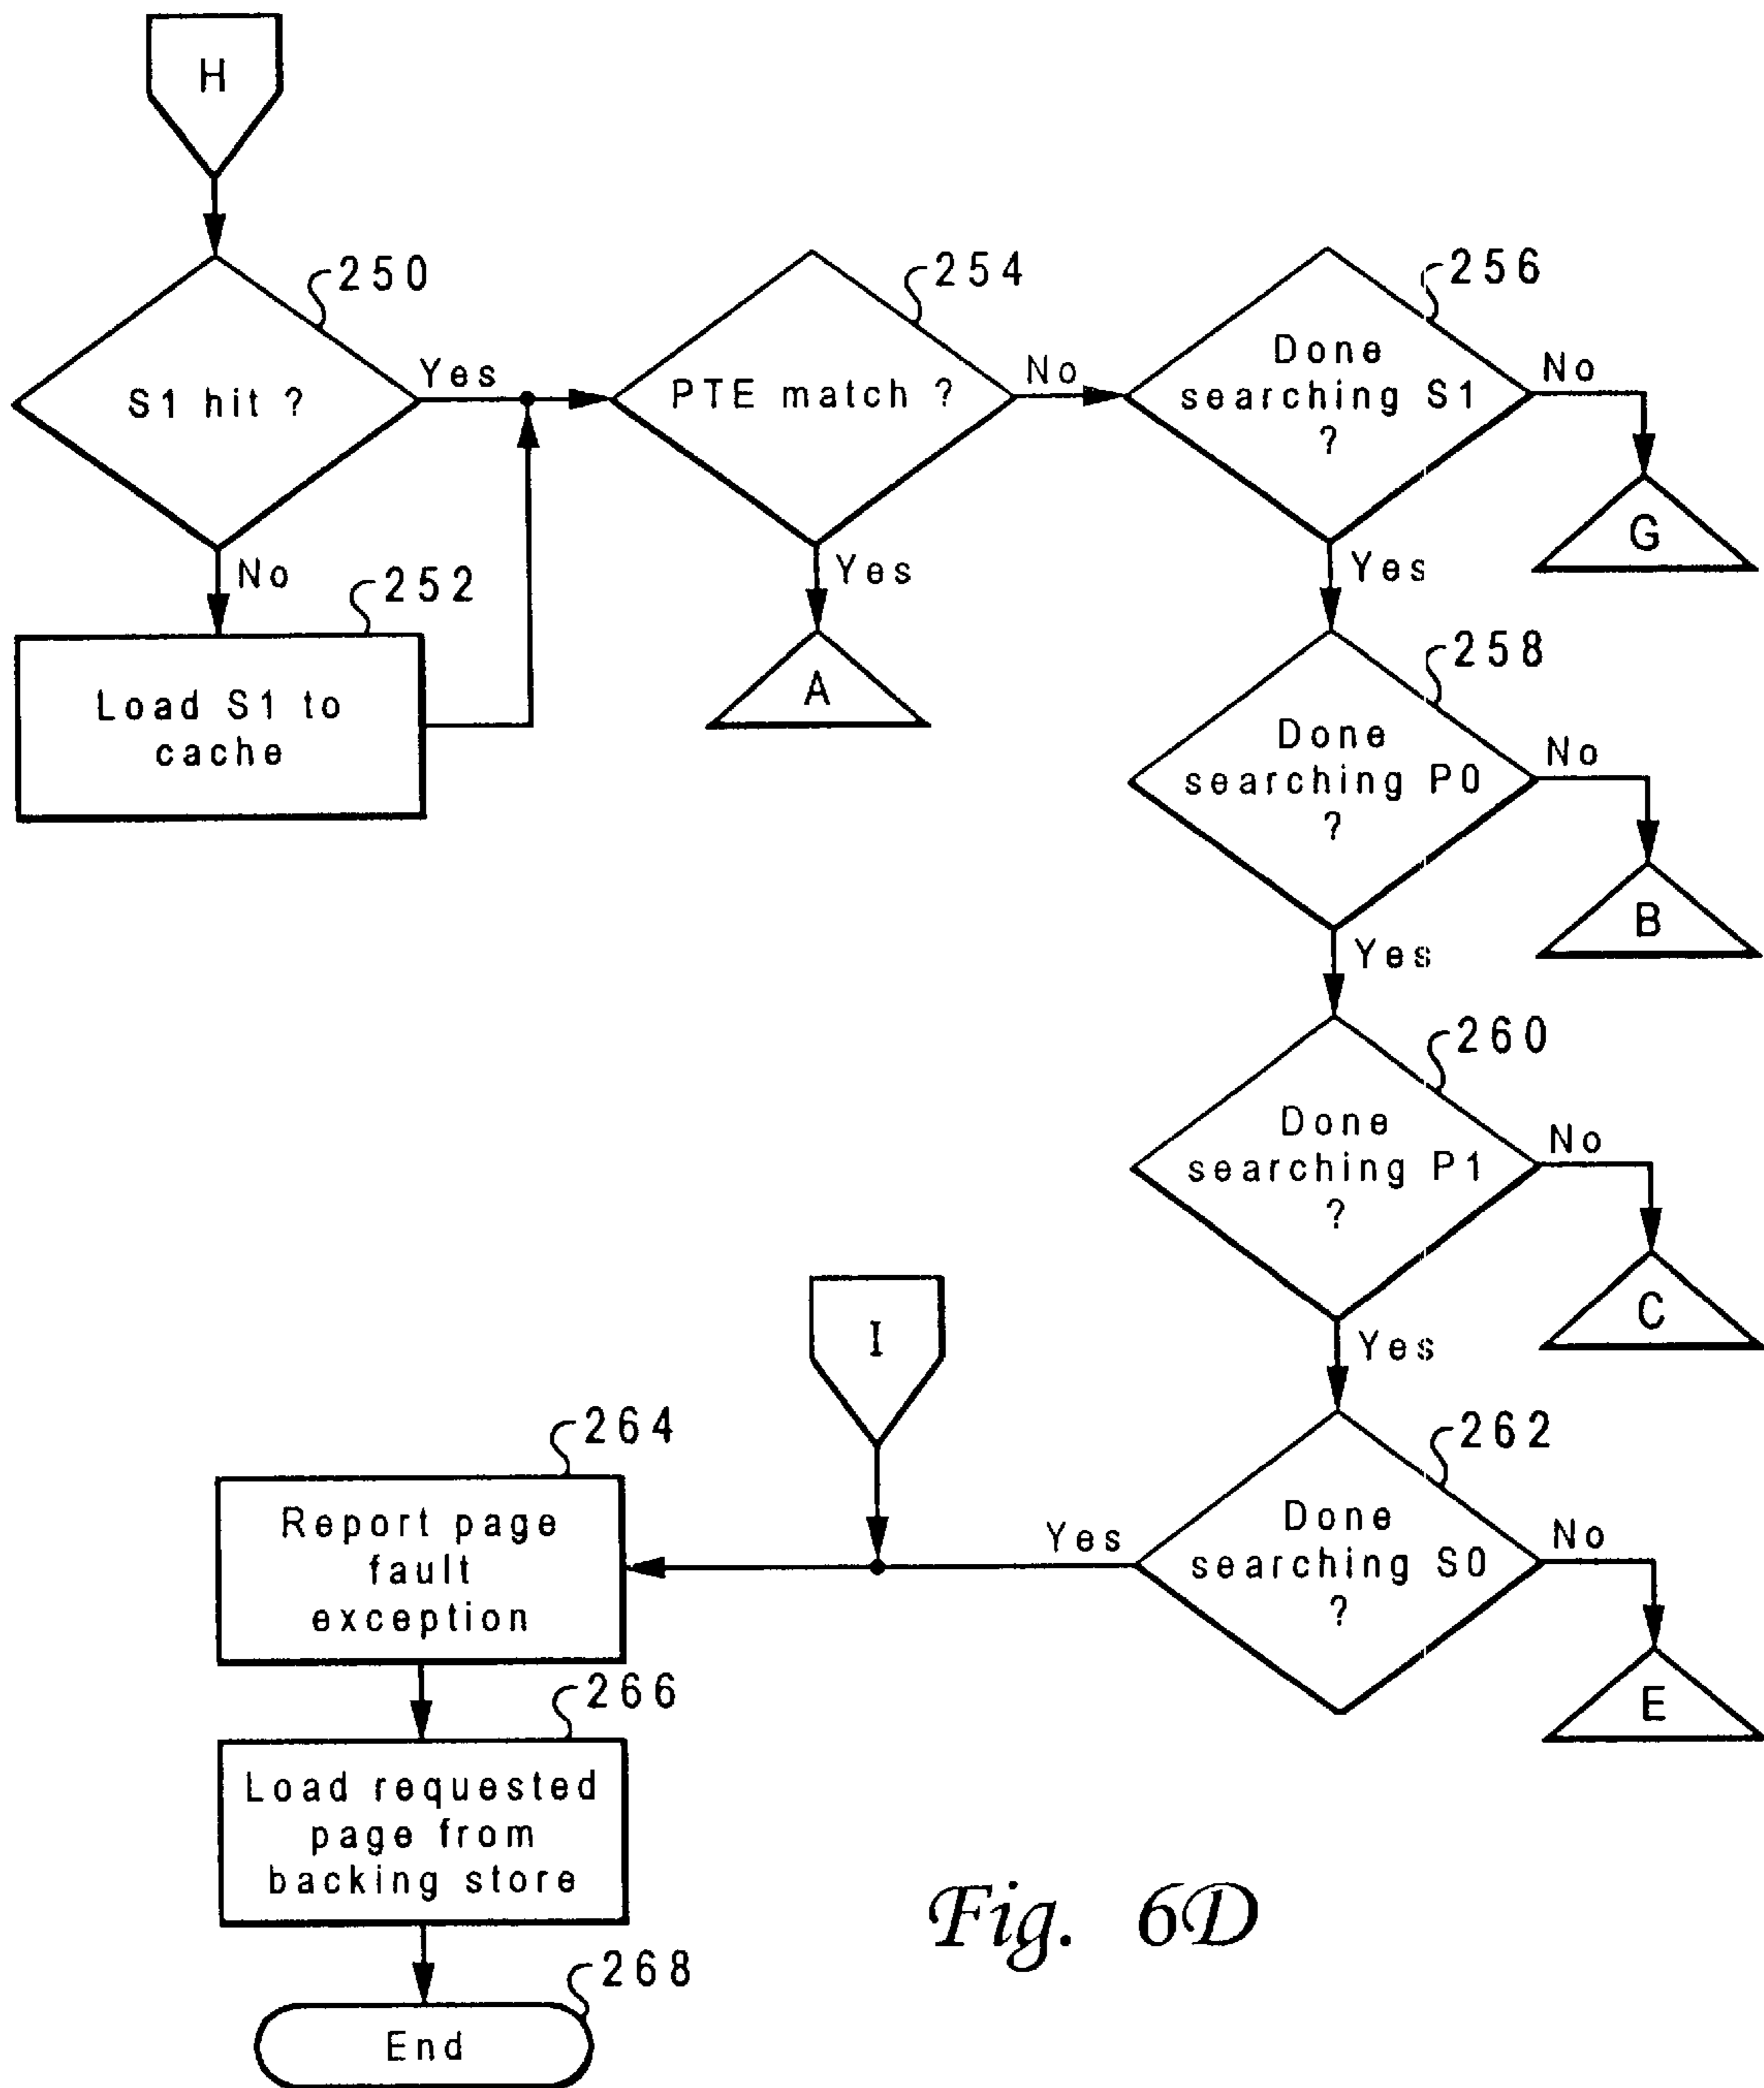 H
250
S1 hit ?
Yes
No
252
Load S1 to
cache
254
PTE match ?
No
Yes
A
256
Done
searching S1
?
No
G
Yes
258
Done
searching P0
?
No
B
Yes
260
Done
searching P1
?
No
C
Yes
262
Done
searching S0
?
No
E
Yes
I
264
Report page
fault
exception
266
Load requested
page from
backing store
268
End
Fig. 6D